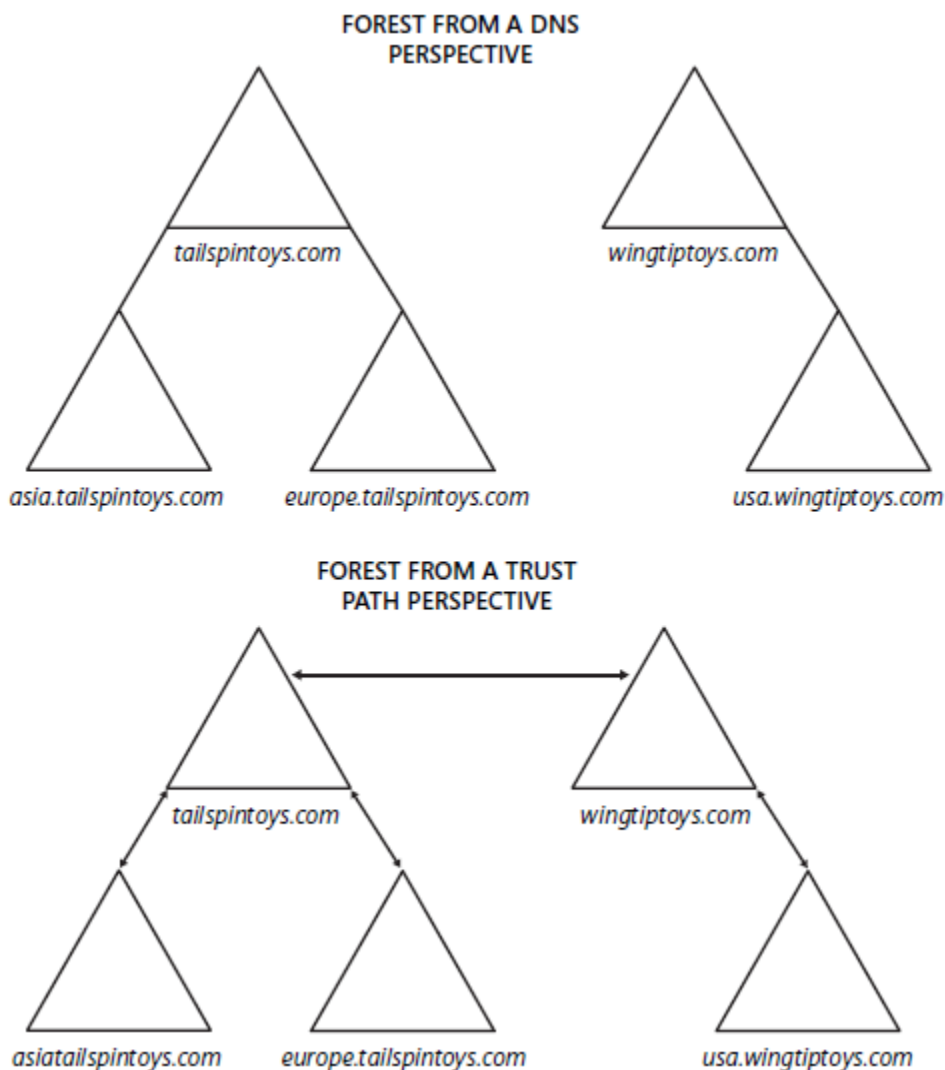 FOREST FROM A DNS
PERSPECTIVE
tailspintoys.com
wingtiptoys.com
asia.tailspintoys.com
europe.tailspintoys.com
usa.wingtiptoys.com
FOREST FROM A TRUST
PATH PERSPECTIVE
tailspintoys.com
wingtiptoys.com
asiatailspintoys.com
europe.tailspintoys.com
usa.wingtiptoys.com